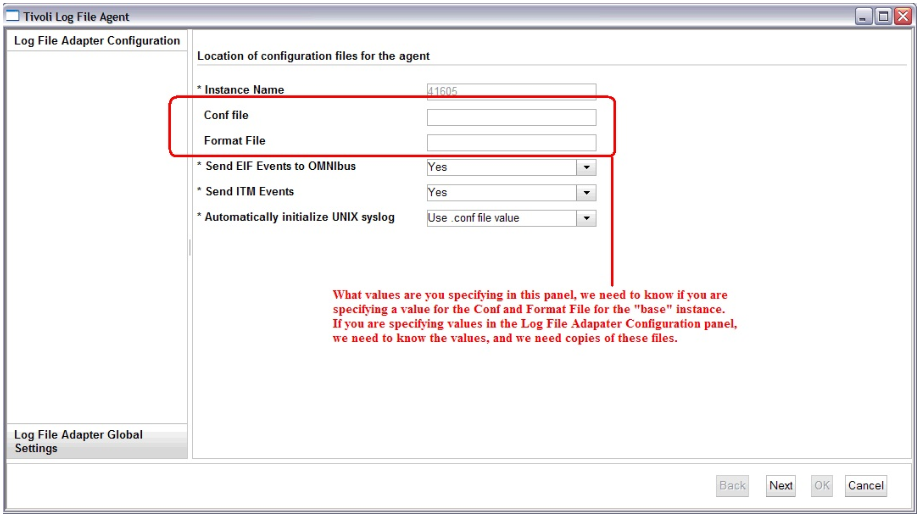 Tivoli Log File Agent
Log File Adapter Configuration
Location of configuration files for the agent
* Instance Name 41605
Conf file
Format File
* Send EIF Events to OMNIbus Yes
* Send ITM Events Yes
* Automatically initialize UNIX syslog Use .conf file value
What values are you specifying in this panel, we need to know if you are
specifying a value for the Conf and Format File for the "base" instance.
If you are specifying values in the Log File Adapater Configuration panel,
we need to know the values, and we need copies of these files.
Log File Adapter Global
Settings
Back Next OK Cancel